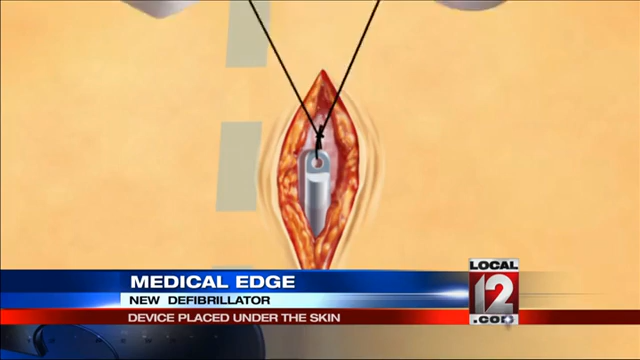 MEDICAL EDGE
NEW DEFIBRILLATOR
DEVICE PLACED UNDER THE SKIN
LOCAL
12
.COM